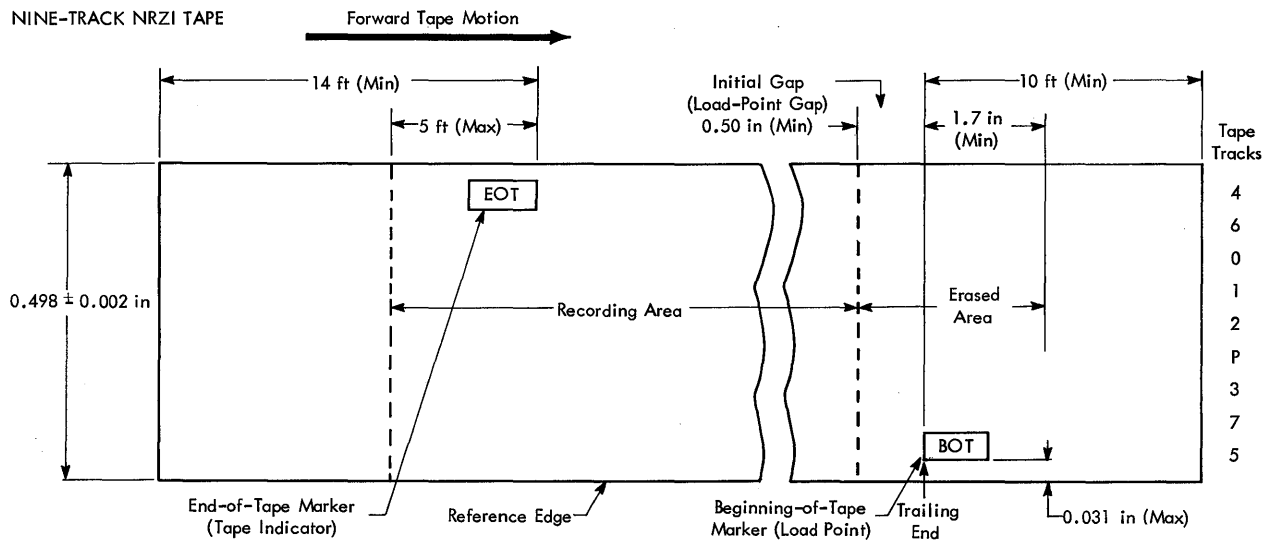 NINE-TRACK NRZI TAPE
Forward Tape Motion
14 ft (Min)
5 ft (Max)
Initial Gap
(Load-Point Gap)
0.50 in (Min)
10 ft (Min)
1.7 in
(Min)
Tape
Tracks
4
6
0
1
2
P
3
7
5
EOT
0.498 ± 0.002 in
Recording Area
Erased
Area
BOT
End-of-Tape Marker
(Tape Indicator)
Reference Edge
Beginning-of-Tape
Marker (Load Point)
Trailing
End
0.031 in (Max)